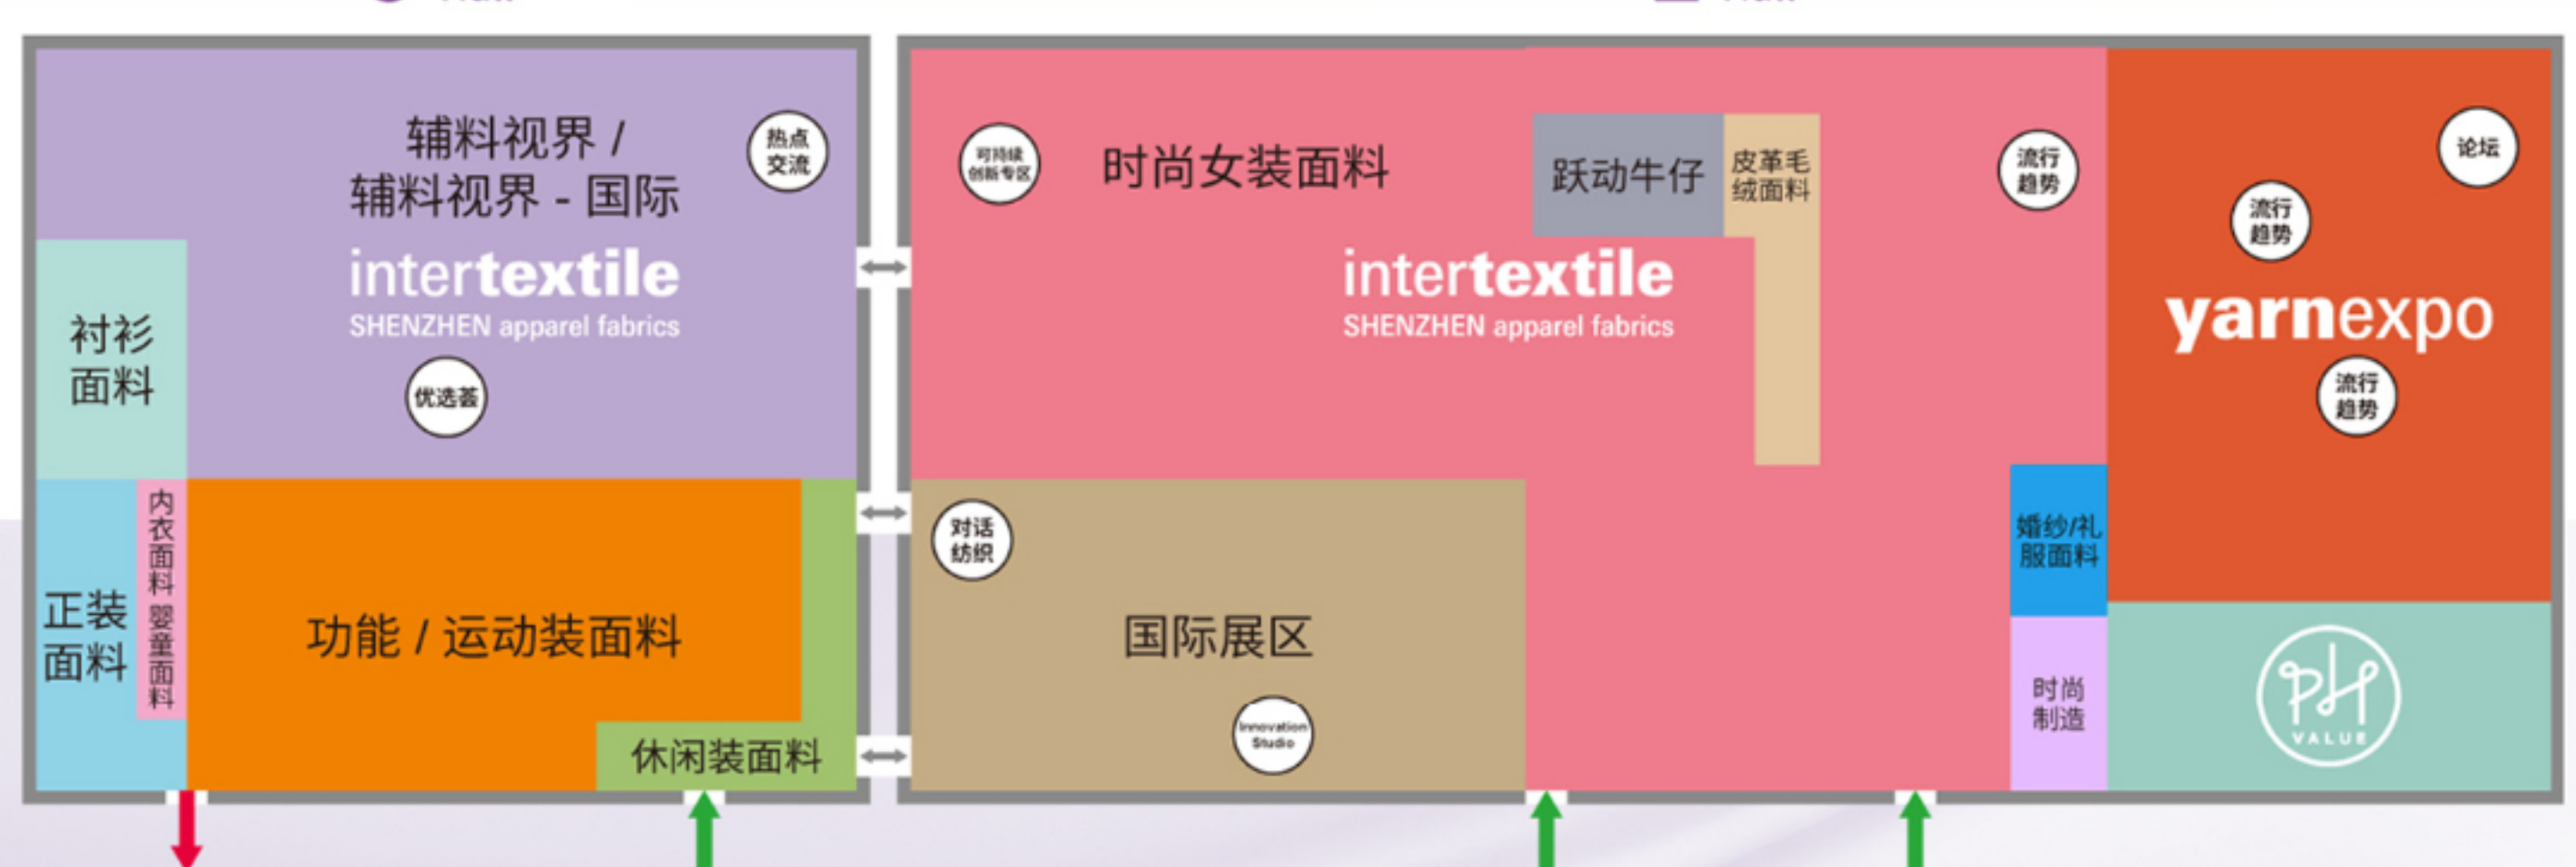 辅料视界 /
辅料视界 - 国际
热点
交流
intertextile
SHENZHEN apparel fabrics
优选荟
衬衫
面料
正装
面料
内衣面料 婴童面料
功能 / 运动装面料
休闲装面料
可持续
创新专区
时尚女装面料
跃动牛仔
皮革毛
绒面料
流行
趋势
intertextile
SHENZHEN apparel fabrics
对话
纺织
国际展区
Innovation
Studio
婚纱/礼
服面料
时尚
制造
论坛
流行
趋势
yarnexpo
流行
趋势
PH
VALUE